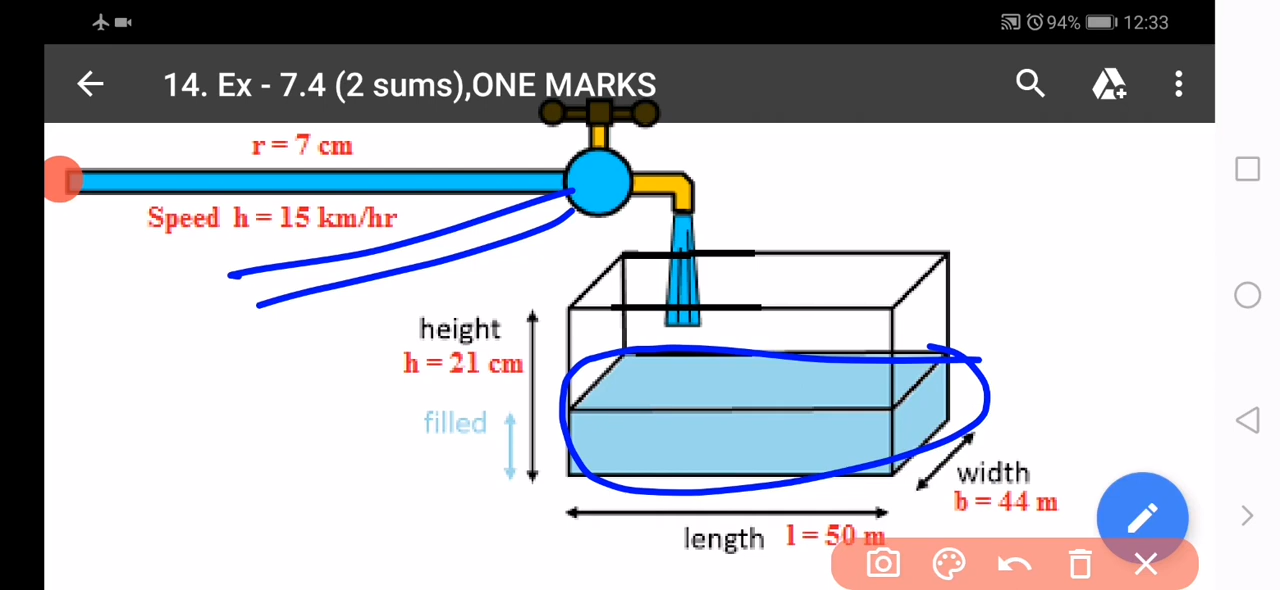 94% 12:33
14. Ex - 7.4 (2 sums),ONE MARKS
r = 7 cm
Speed h = 15 km/hr
height
h = 21 cm
filled
width
b = 44 m
length l = 50 m